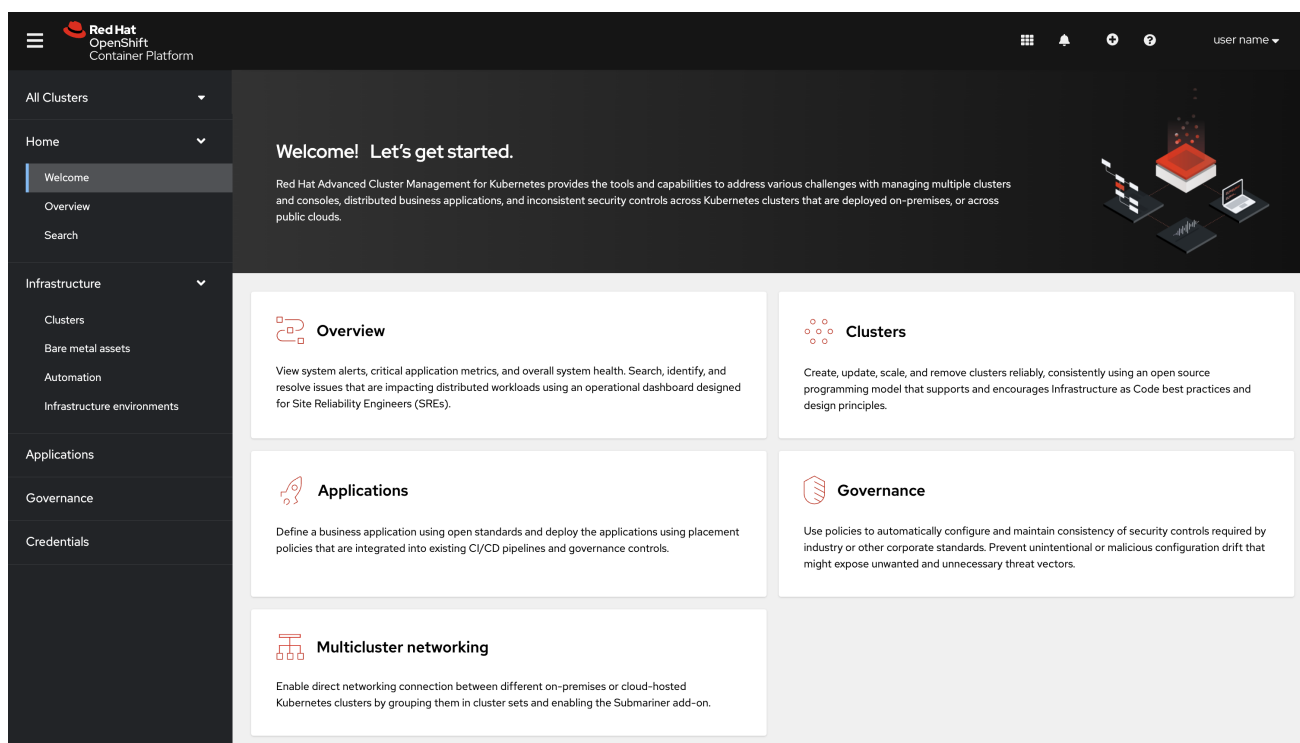 Red Hat
OpenShift
Container Platform
user name
All Clusters
Home
Welcome
Overview
Search
Infrastructure
Clusters
Bare metal assets
Automation
Infrastructure environments
Applications
Governance
Credentials
Welcome!  Let's get started.
Red Hat Advanced Cluster Management for Kubernetes provides the tools and capabilities to address various challenges with managing multiple clusters
and consoles, distributed business applications, and inconsistent security controls across Kubernetes clusters that are deployed on-premises, or across
public clouds.
Overview
View system alerts, critical application metrics, and overall system health. Search, identify, and
resolve issues that are impacting distributed workloads using an operational dashboard designed
for Site Reliability Engineers (SREs).
Clusters
Create, update, scale, and remove clusters reliably, consistently using an open source
programming model that supports and encourages Infrastructure as Code best practices and
design principles.
Applications
Define a business application using open standards and deploy the applications using placement
policies that are integrated into existing CI/CD pipelines and governance controls.
Governance
Use policies to automatically configure and maintain consistency of security controls required by
industry or other corporate standards. Prevent unintentional or malicious configuration drift that
might expose unwanted and unnecessary threat vectors.
Multicluster networking
Enable direct networking connection between different on-premises or cloud-hosted
Kubernetes clusters by grouping them in cluster sets and enabling the Submariner add-on.